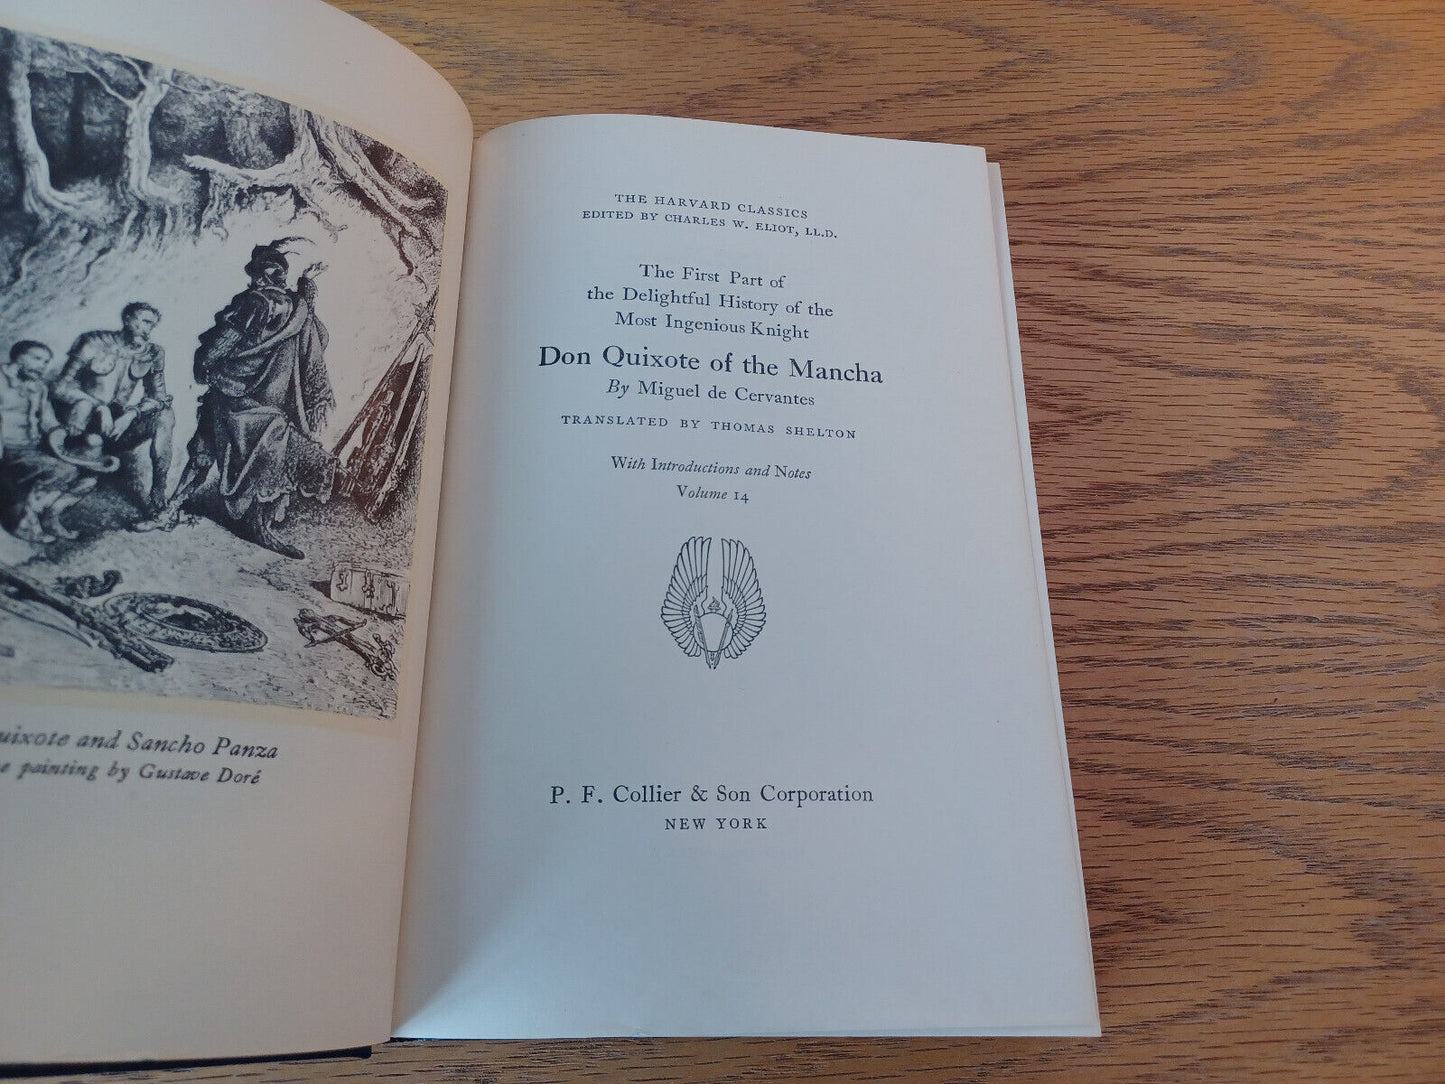 and Sancho Panza
painting by Gustave Doré
THE HARVARD CLASSICS
EDITED BY CHARLES W. ELIOT, LL.D.
The First Part of
the Delightful History of the
Most Ingenious Knight
Don Quixote of the Mancha
By Miguel de Cervantes
TRANSLATED BY THOMAS SHELTON
With Introductions and Notes
Volume 14
P. F. Collier & Son Corporation
NEW YORK